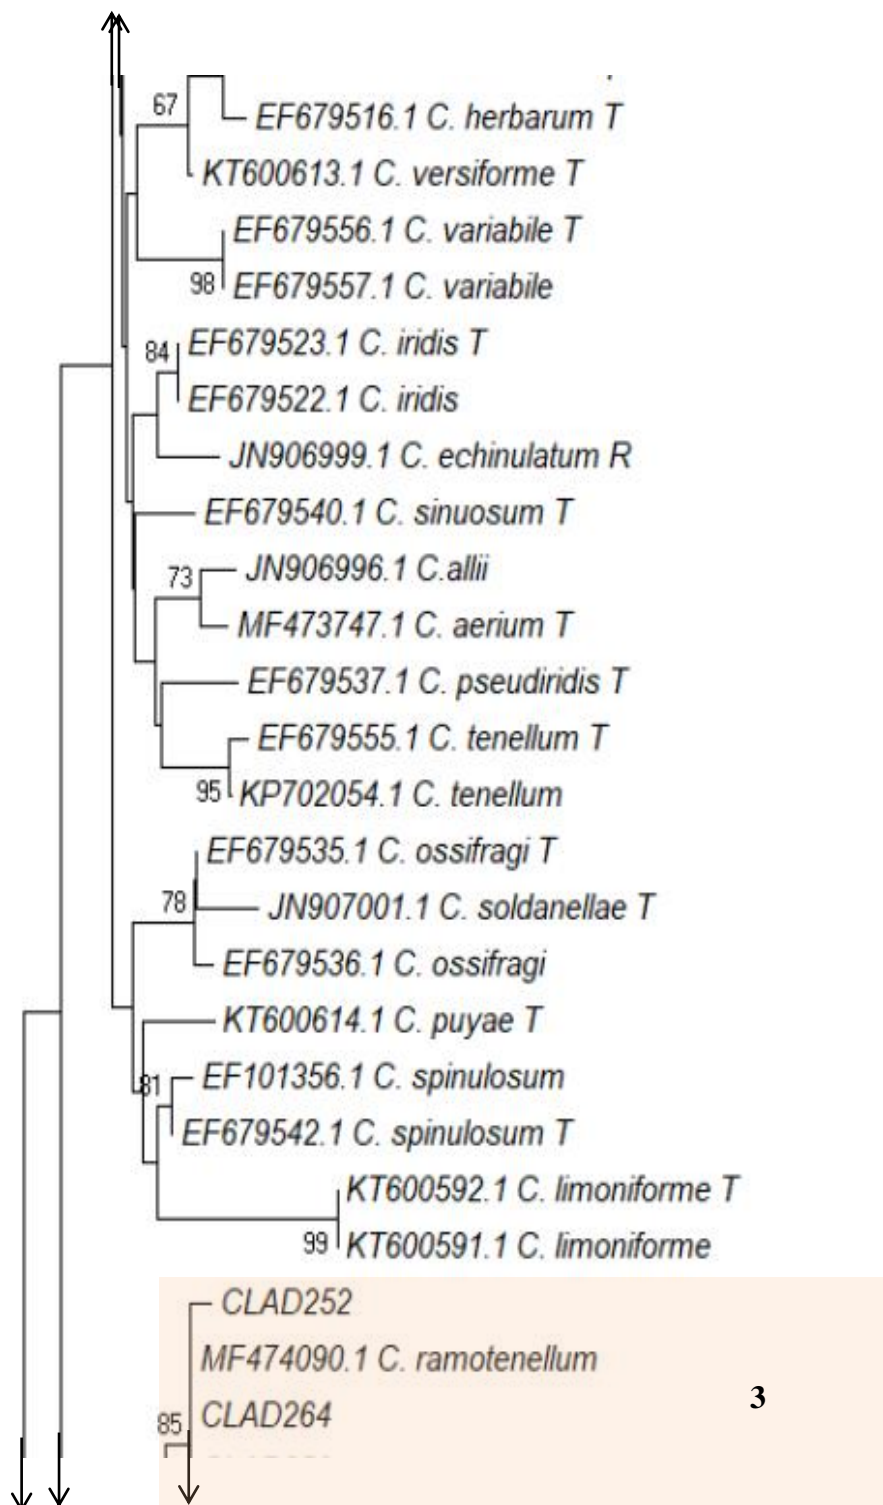 67
EF679516.1 C. herbarum T
KT600613.1 C. versiforme T
EF679556.1 C. variabile T
98 EF679557.1 C. variabile
84 EF679523.1 C. iridis T
EF679522.1 C. iridis
JN906999.1 C. echinulatum R
EF679540.1 C. sinuosum T
73 JN906996.1 C.allii
MF473747.1 C. aerium T
EF679537.1 C. pseudiridis T
EF679555.1 C. tenellum T
95 KP702054.1 C. tenellum
EF679535.1 C. ossifragi T
78 JN907001.1 C. soldanellae T
EF679536.1 C. ossifragi
KT600614.1 C. puyae T
81 EF101356.1 C. spinulosum
EF679542.1 C. spinulosum T
KT600592.1 C. limoniforme T
99 KT600591.1 C. limoniforme
CLAD252
MF474090.1 C. ramotenellum
3
85 CLAD264